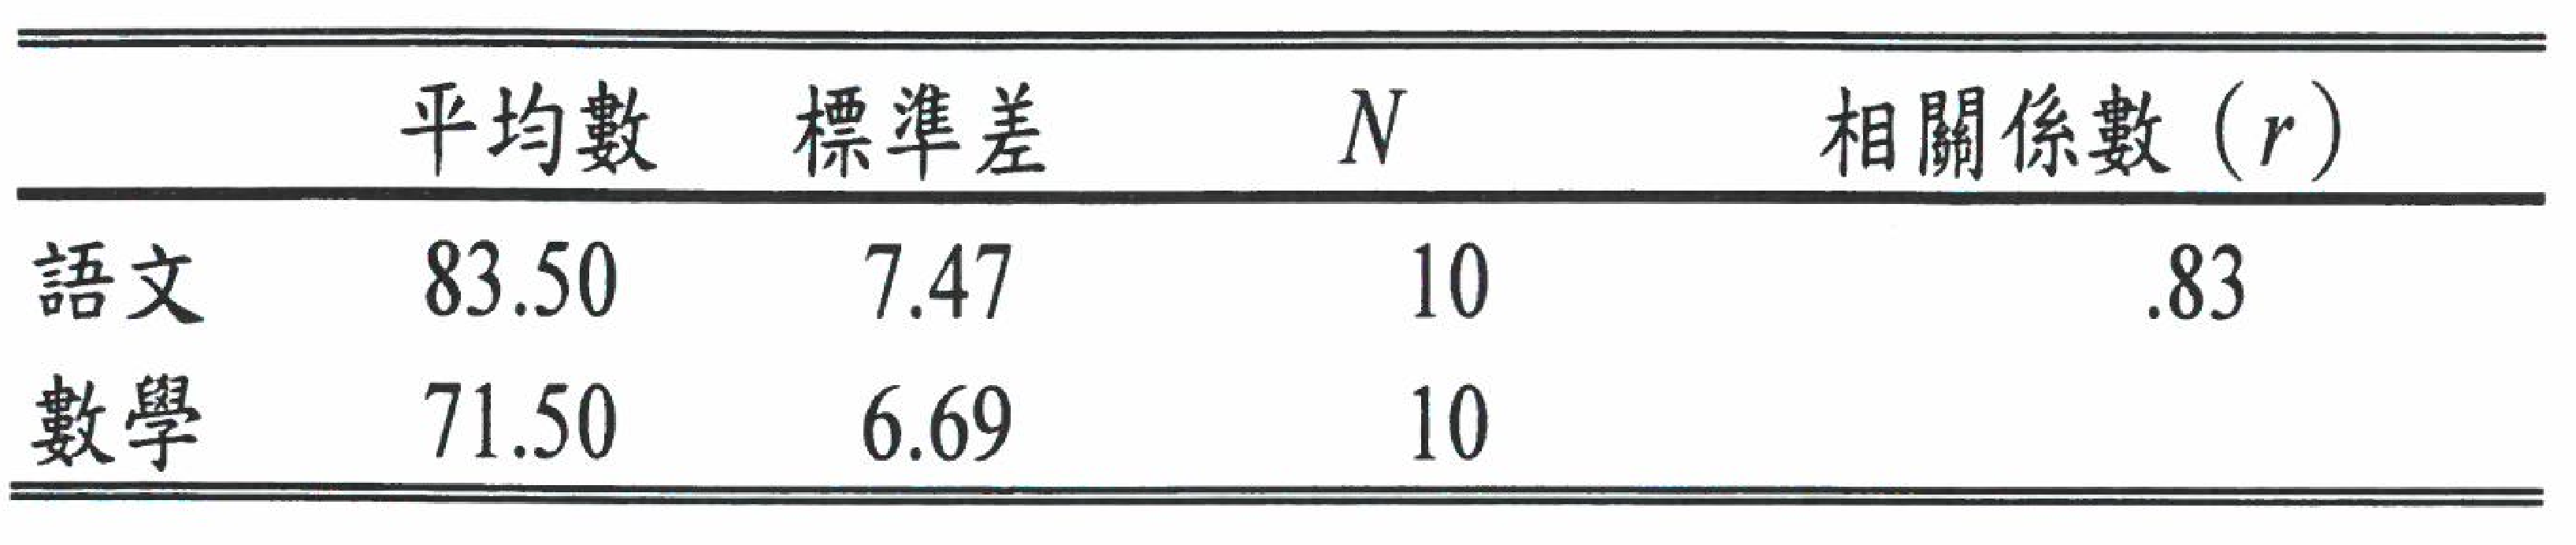 平均數 標準差 N 相關係數 (r)
語文 83.50 7.47 10 .83
數學 71.50 6.69 10